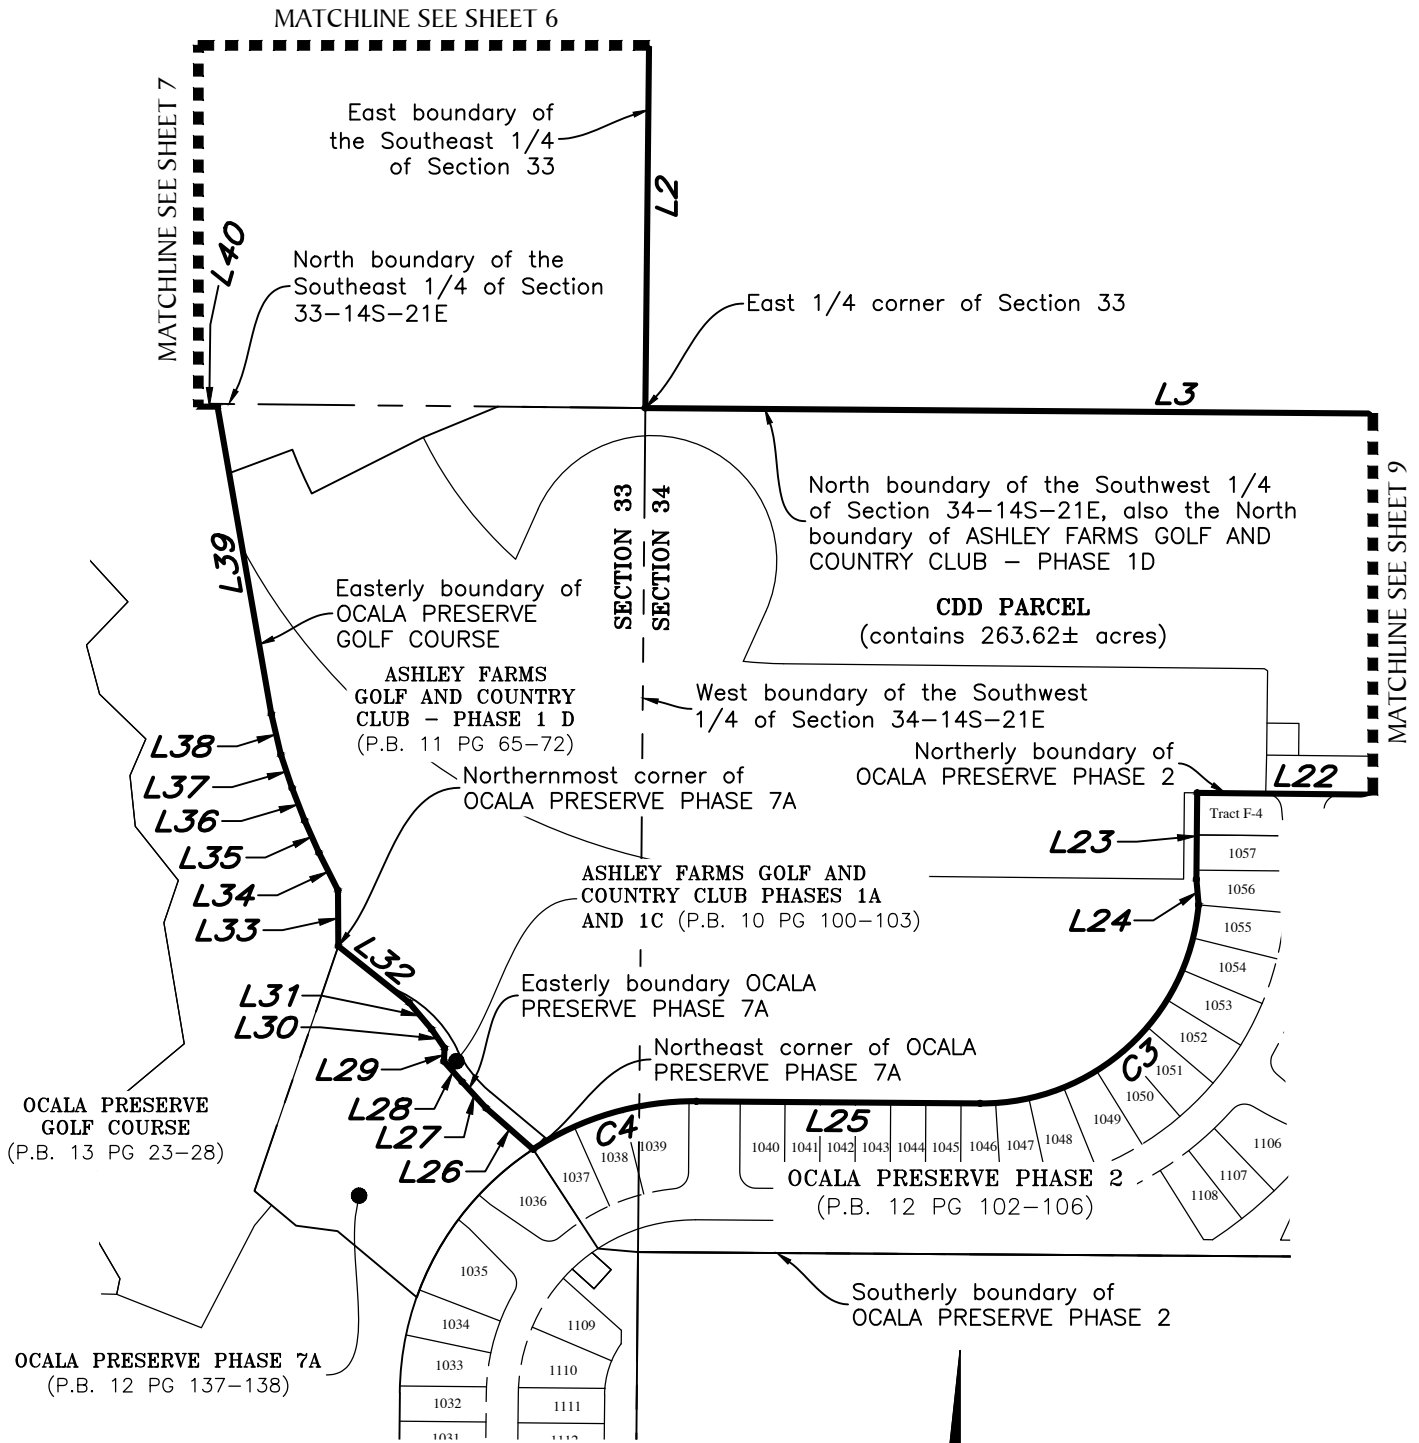 MATCHLINE SEE SHEET 6
MATCHLINE SEE SHEET 7
East boundary of
the Southeast 1/4
of Section 33
L2
L40
North boundary of the
Southeast 1/4 of Section
33-14S-21E
East 1/4 corner of Section 33
L3
MATCHLINE SEE SHEET 9
North boundary of the Southwest 1/4
of Section 34-14S-21E, also the North
boundary of ASHLEY FARMS GOLF AND
COUNTRY CLUB - PHASE 1D
SECTION 33
SECTION 34
L39
Easterly boundary of
OCALA PRESERVE
GOLF COURSE
CDD PARCEL
(contains 263.62± acres)
ASHLEY FARMS
GOLF AND COUNTRY
CLUB - PHASE 1 D
(P.B. 11 PG 65-72)
West boundary of the Southwest
1/4 of Section 34-14S-21E
L38
L37
L36
L35
L34
L33
Northernmost corner of
OCALA PRESERVE PHASE 7A
Northerly boundary of
OCALA PRESERVE PHASE 2
L22
Tract F-4
L23
1057
1056
L24
1055
1054
1053
1052
1051
1050
1049
1048
1047
1046
1045
1044
1043
1042
1041
1040
C3
ASHLEY FARMS GOLF AND
COUNTRY CLUB PHASES 1A
AND 1C (P.B. 10 PG 100-103)
L32
L31
L30
L29
L28
L27
L26
Easterly boundary OCALA
PRESERVE PHASE 7A
Northeast corner of OCALA
PRESERVE PHASE 7A
C4
L25
1039
1038
1037
1036
1035
1034
1033
1032
1031
OCALA PRESERVE
GOLF COURSE
(P.B. 13 PG 23-28)
OCALA PRESERVE PHASE 2
(P.B. 12 PG 102-106)
1106
1107
1108
1109
1110
1111
1112
Southerly boundary of
OCALA PRESERVE PHASE 2
OCALA PRESERVE PHASE 7A
(P.B. 12 PG 137-138)